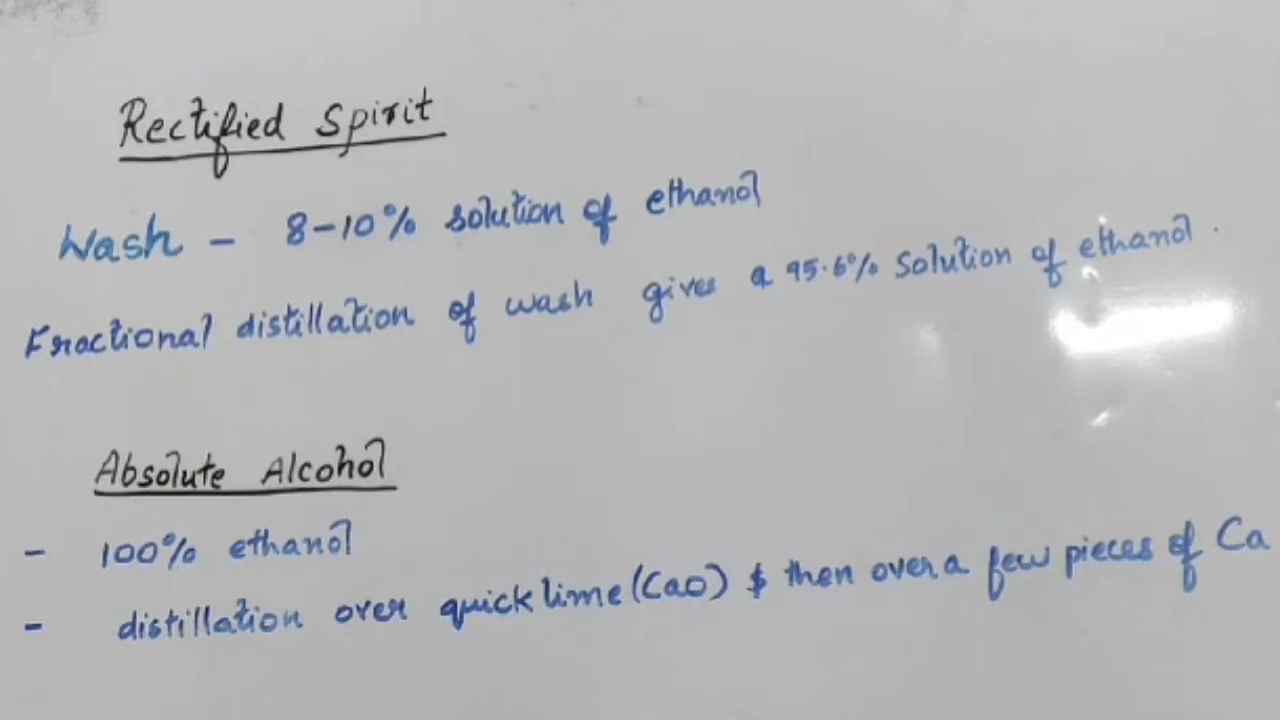 Rectified Spirit
Wash - 8-10% solution of ethanol
Fractional distillation of wash gives a 95.6% solution of ethanol.
Absolute Alcohol
- 100% ethanol
- distillation over quick lime (CaO) $ then over a few pieces of Ca